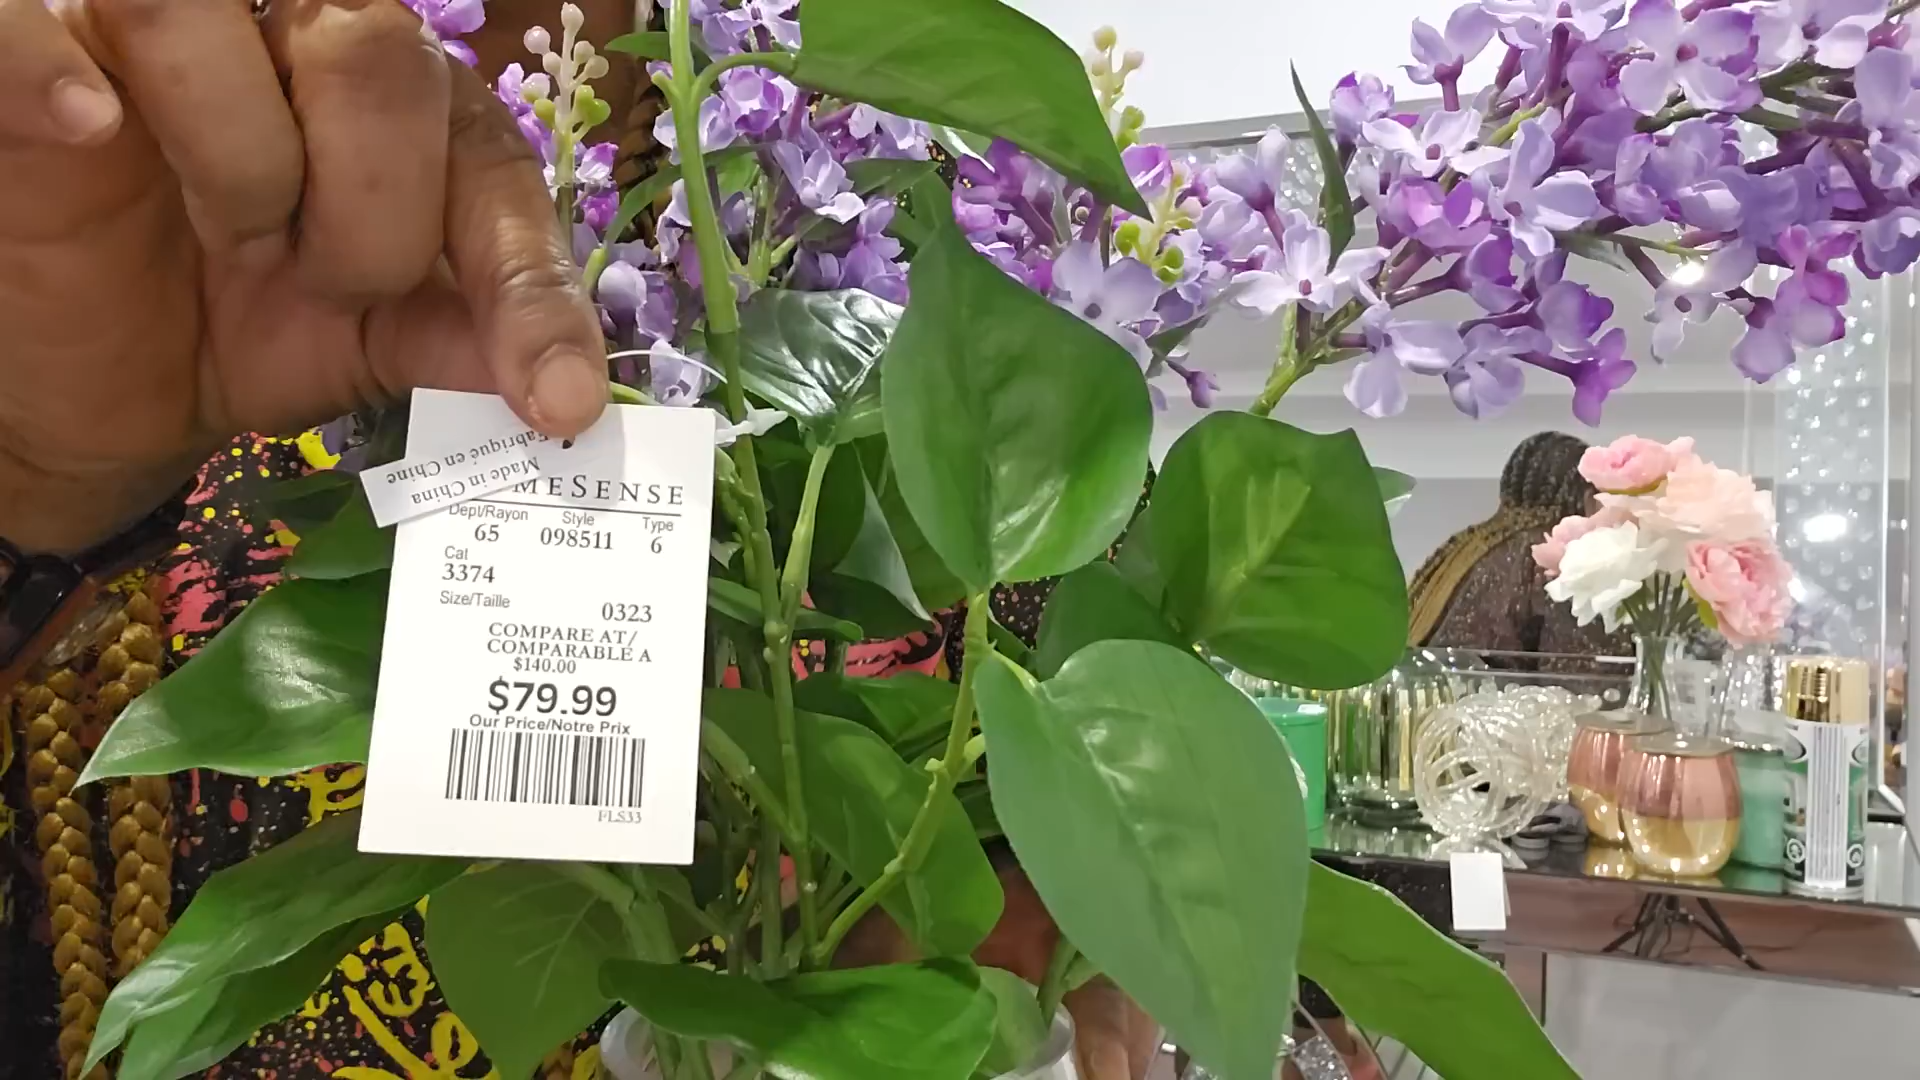 Fabriqué en Chine
Made in China
MESENSE
Dept/Rayon Style Type
65 098511 6
Cat
3374
Size/Taille
0323
COMPARE AT/
COMPARABLE A
$140.00
$79.99
Our Price/Notre Prix
FLS33